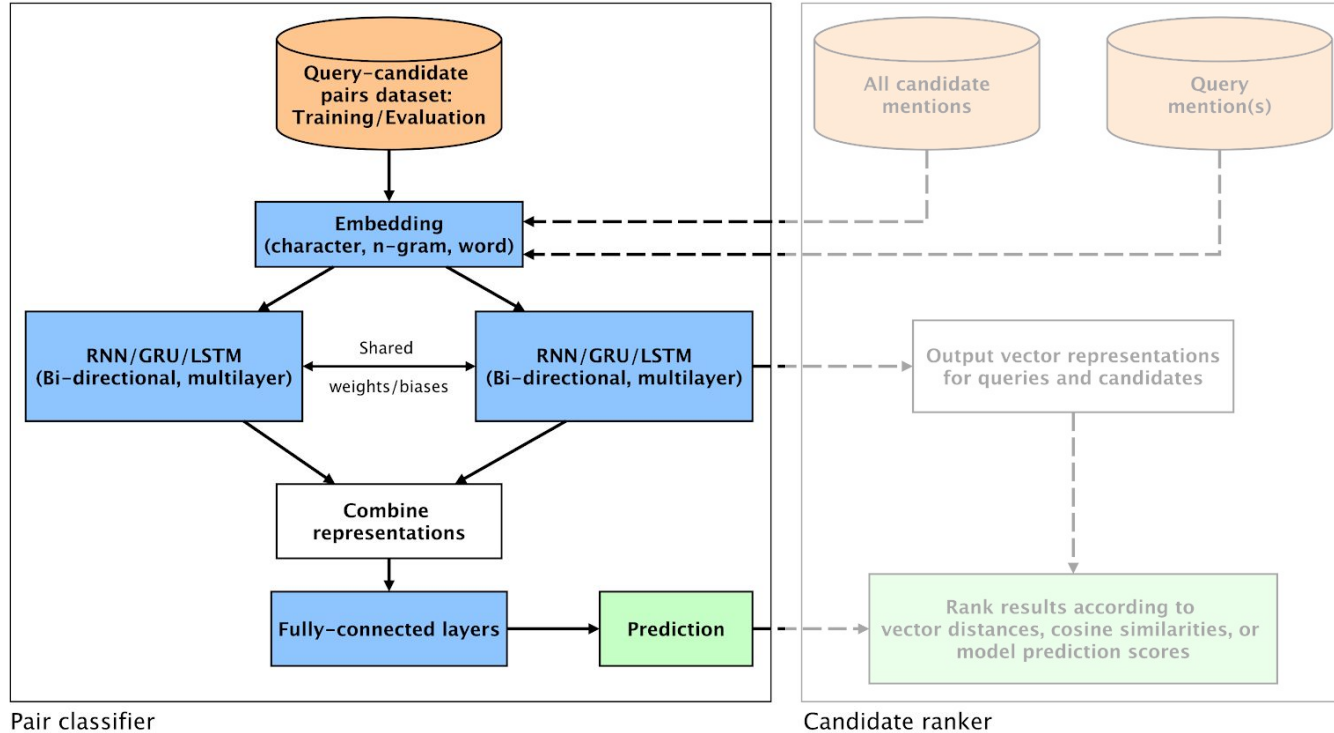 Query-candidate
pairs dataset:
Training/Evaluation
All candidate
mentions
Query
mention(s)
Embedding
(character, n-gram, word)
RNN/GRU/LSTM
(Bi-directional, multilayer)
Shared
weights/biases
RNN/GRU/LSTM
(Bi-directional, multilayer)
Output vector representations
for queries and candidates
Combine
representations
Fully-connected layers
Prediction
Rank results according to
vector distances, cosine similarities, or
model prediction scores
Pair classifier
Candidate ranker